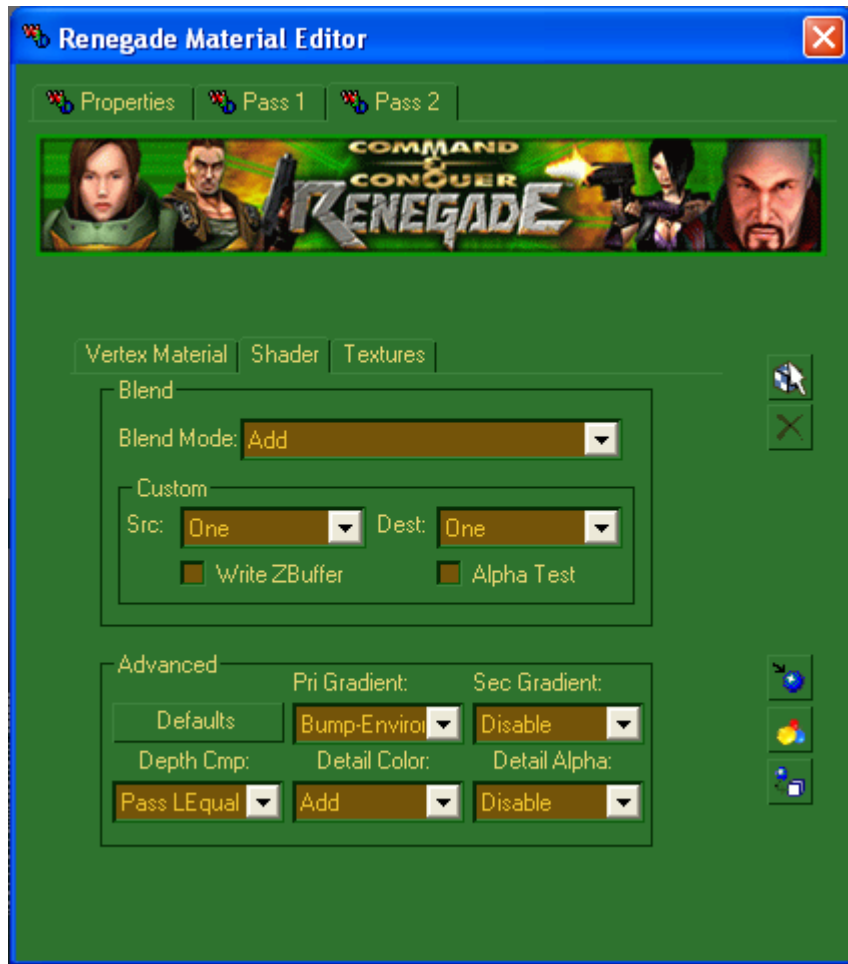 Renegade Material Editor
Properties Pass 1 Pass 2
COMMAND
&
CONQUER
RENEGADE
Vertex Material Shader Textures
Blend
Blend Mode: Add
Custom
Src: One Dest: One
Write ZBuffer Alpha Test
Advanced
Pri Gradient: Sec Gradient:
Defaults Bump-Enviro Disable
Depth Cmp: Detail Color: Detail Alpha:
Pass LEqual Add Disable